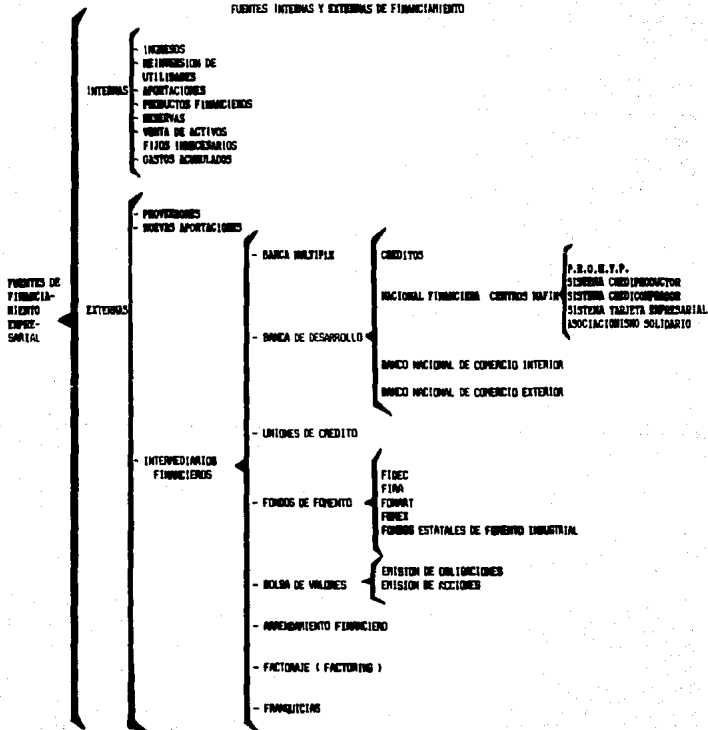 FUENTES INTERNAS Y EXTERNAS DE FINANCIAMIENTO
FUENTES DE
FINANCIA-
MIENTO
EMPRE-
SARIAL
INTERNAS
- INGRESOS
- REINVERSION DE
UTILIDADES
- APORTACIONES
- PRODUCTOS FINANCIEROS
- RESERVAS
- VENTA DE ACTIVOS
FIJOS INNECESARIOS
- GASTOS ACUMULADOS
EXTERNAS
- PROVEEDORES
- NUEVAS APORTACIONES
- INTERMEDIARIOS
FINANCIEROS
- BANCA MULTIPLE
- BANCA DE DESARROLLO
CREDITOS
NACIONAL FINANCIERA CENTROS NAFIN
P.R.O.M.Y.P.
SISTEMA CREDIPRODUCTOR
SISTEMA CREDICOMPRADOR
SISTEMA TARJETA EMPRESARIAL
ASOCIACIONISMO SOLIDARIO
BANCO NACIONAL DE COMERCIO INTERIOR
BANCO NACIONAL DE COMERCIO EXTERIOR
- UNIONES DE CREDITO
- FONDOS DE FOMENTO
FIDEC
FIRA
FONART
FOMEX
FONDOS ESTATALES DE FOMENTO INDUSTRIAL
- BOLSA DE VALORES
EMISION DE OBLIGACIONES
EMISION DE ACCIONES
- ARRENDAMIENTO FINANCIERO
- FACTORAJE ( FACTORING )
- FRANQUICIAS